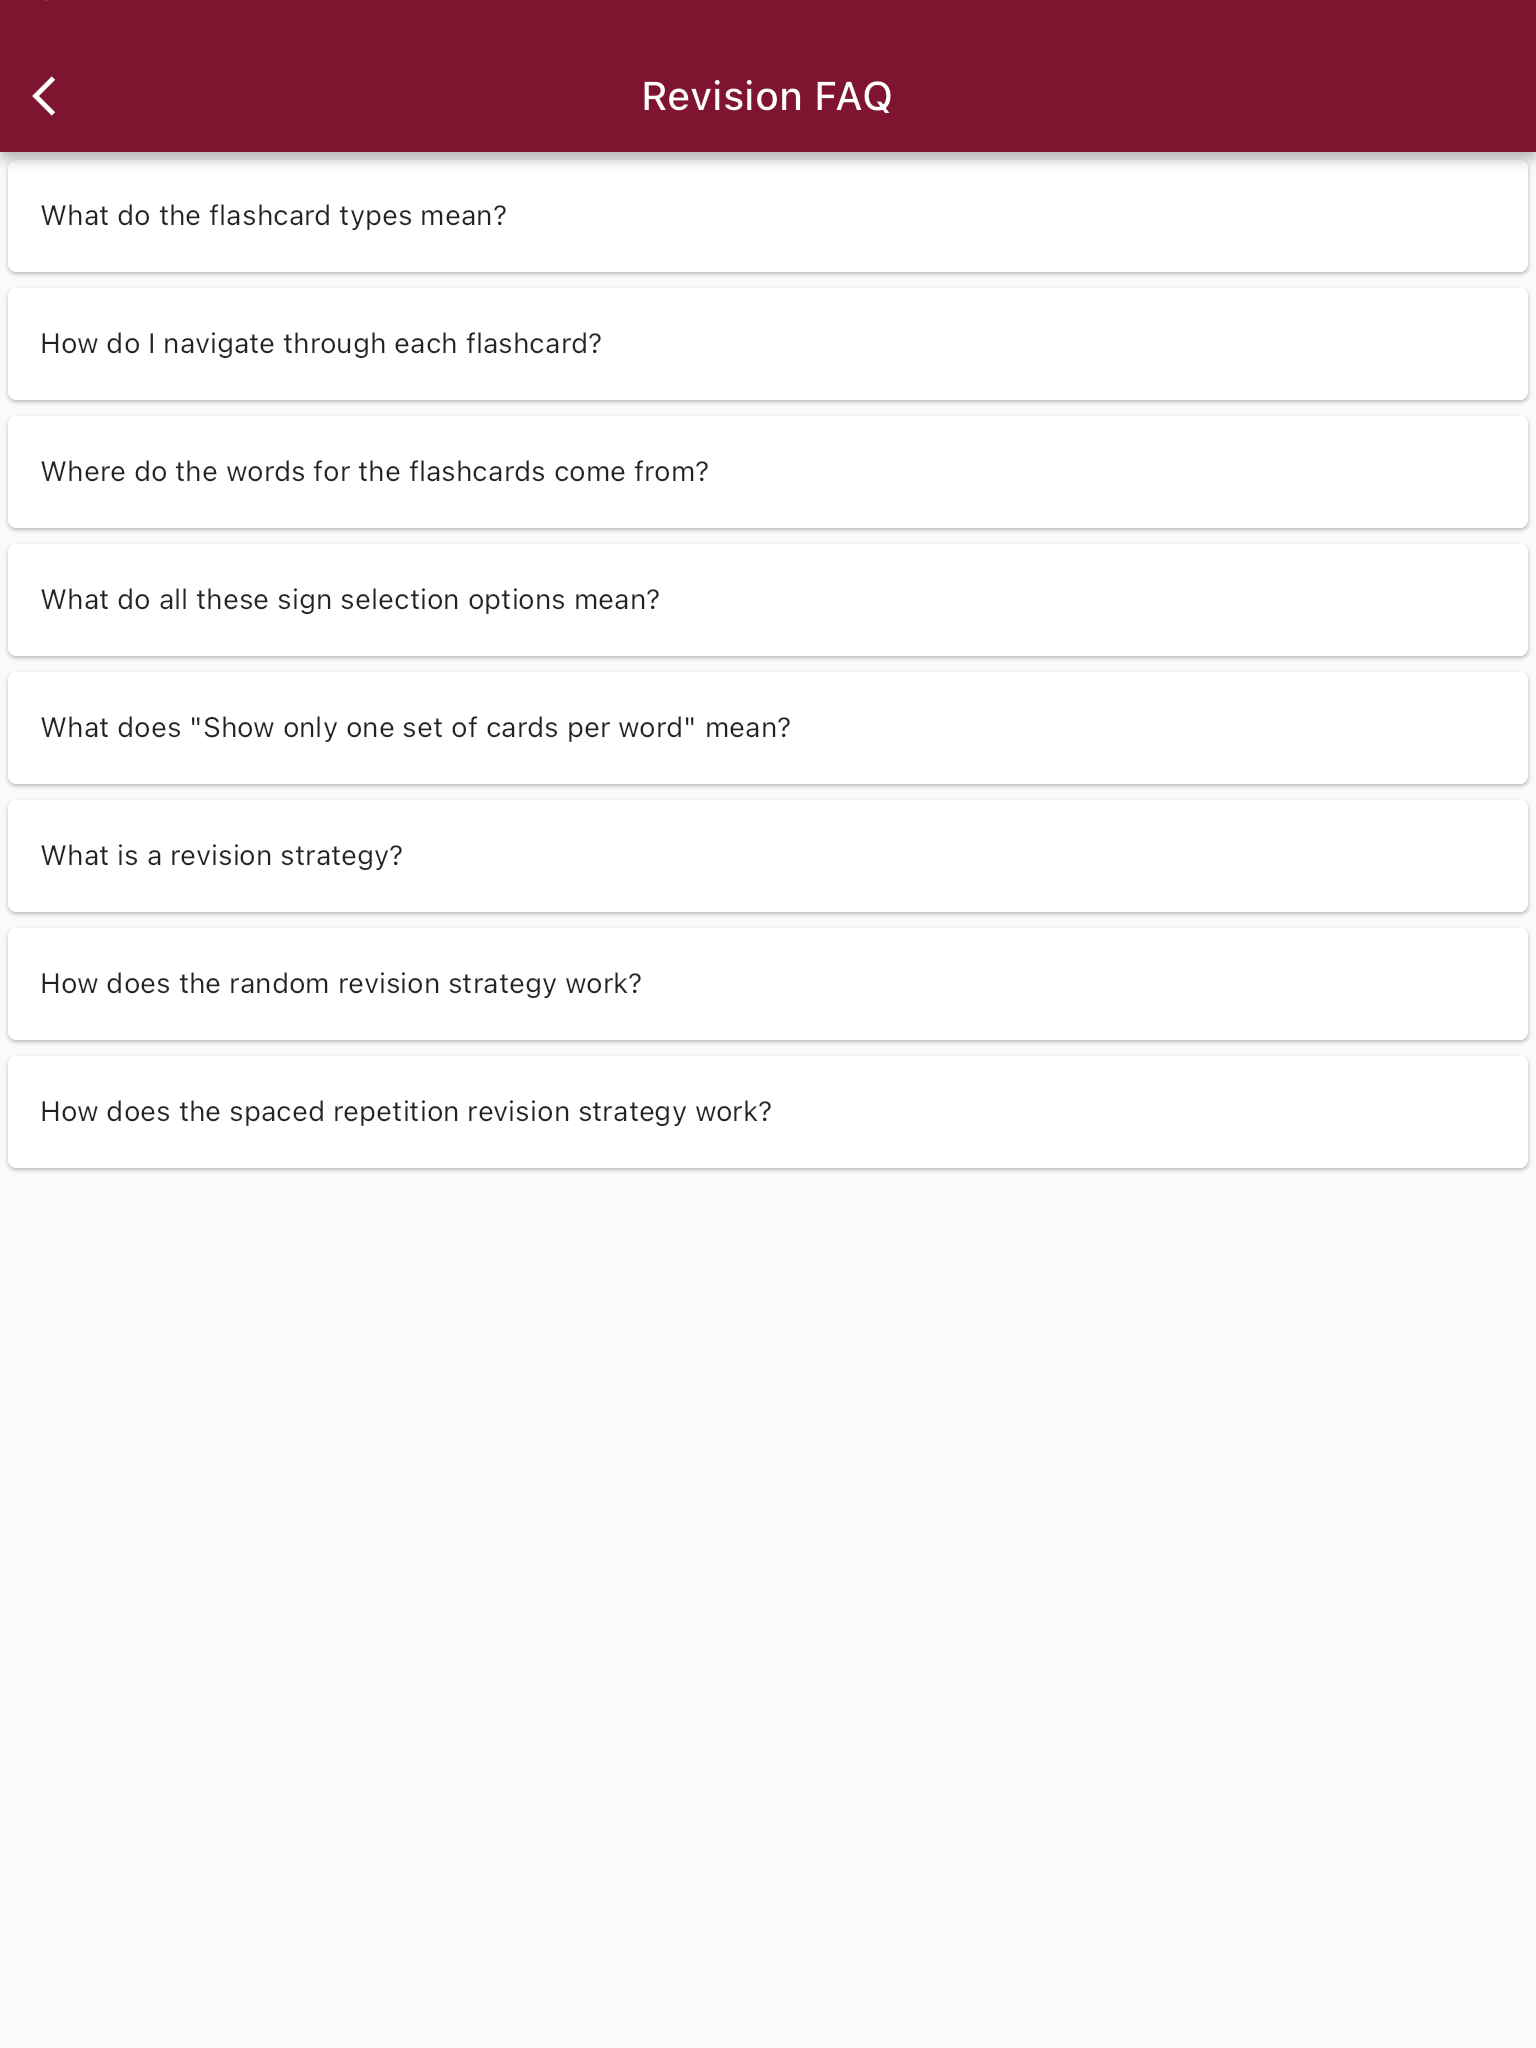 Revision FAQ
What do the flashcard types mean?
How do I navigate through each flashcard?
Where do the words for the flashcards come from?
What do all these sign selection options mean?
What does "Show only one set of cards per word" mean?
What is a revision strategy?
How does the random revision strategy work?
How does the spaced repetition revision strategy work?